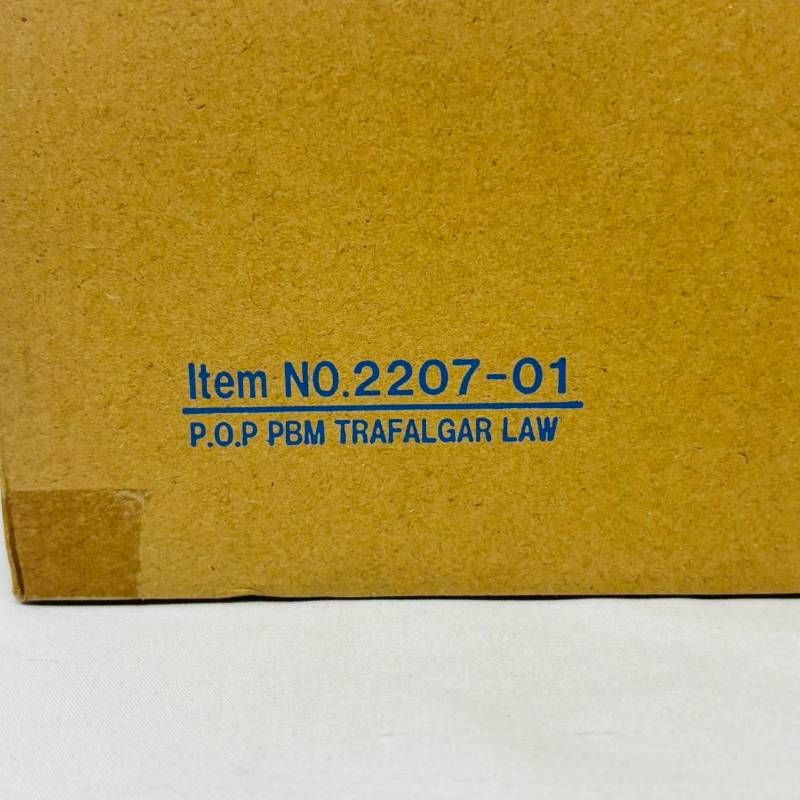 Item NO.2207-01
P.O.P PBM TRAFALGAR LAW